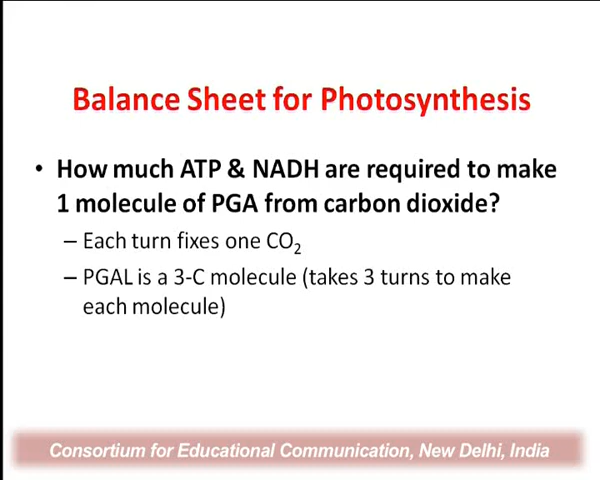 Balance Sheet for Photosynthesis
• How much ATP & NADH are required to make
1 molecule of PGA from carbon dioxide?
– Each turn fixes one CO₂
– PGAL is a 3-C molecule (takes 3 turns to make
each molecule)
Consortium for Educational Communication, New Delhi, India